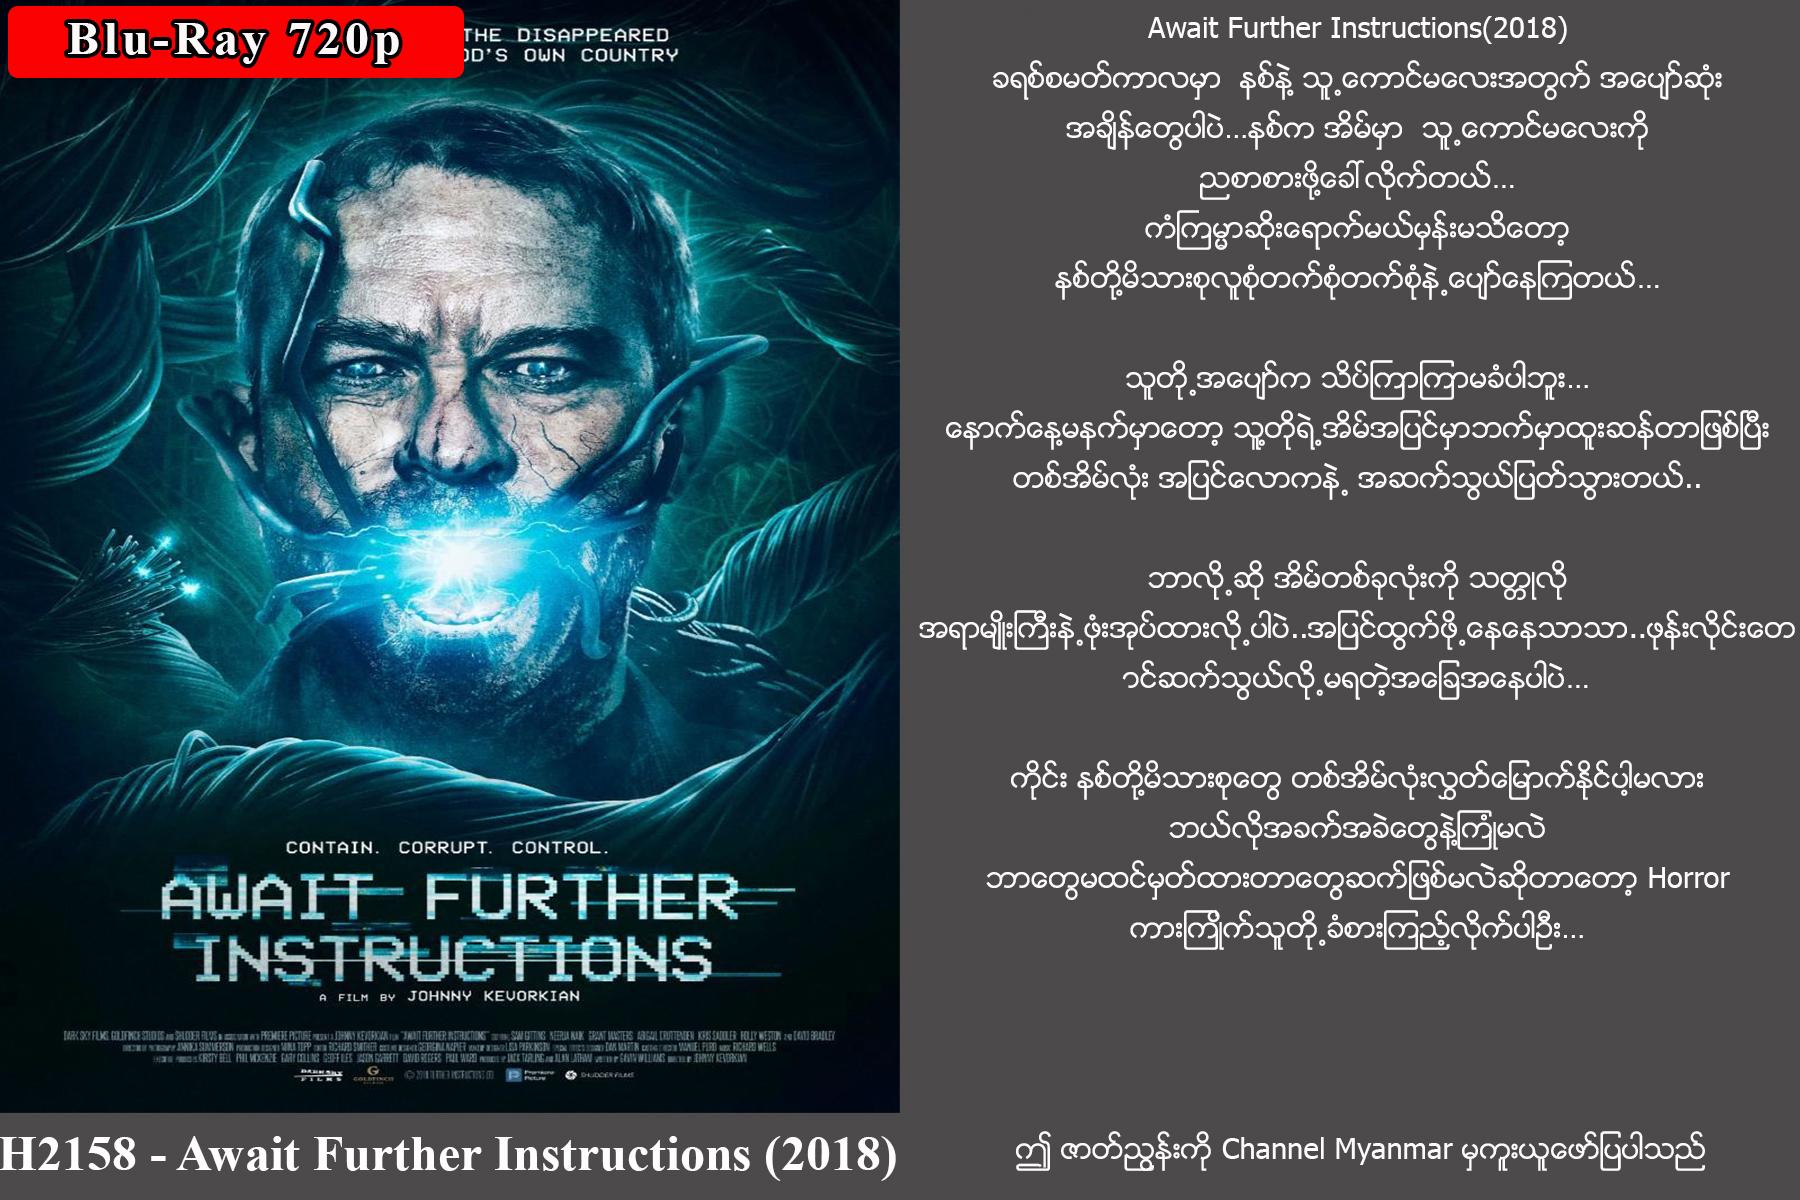 Blu-Ray 720p
THE DISAPPEARED
OD'S OWN COUNTRY
CONTAIN. CORRUPT. CONTROL.
AWAIT FURTHER
INSTRUCTIONS
A FILM BY JOHNNY KEVORKIAN
H2158 - Await Further Instructions (2018)
Await Further Instructions(2018)
ခရစ်စမတ်ကာလမှာ နစ်နဲ့ သူ့ကောင်မလေးအတွက် အပျော်ဆုံး
အချိန်တွေပါပဲ...နစ်က အိမ်မှာ သူ့ကောင်မလေးကို
ညစာစားဖို့ခေါ်လိုက်တယ်...
ကံကြမ္မာဆိုးရောက်မယ်မှန်းမသိတော့
နစ်တို့မိသားစုလူစုံတက်စုံတက်စုံနဲ့ပျော်နေကြတယ်...
သူတို့အပျော်က သိပ်ကြာကြာမခံပါဘူး...
နောက်နေ့မနက်မှာတော့ သူ့တိုရဲ့အိမ်အပြင်မှာဘက်မှာထူးဆန်တာဖြစ်ပြီး
တစ်အိမ်လုံး အပြင်လောကနဲ့ အဆက်သွယ်ပြတ်သွားတယ်..
ဘာလို့ဆို အိမ်တစ်ခုလုံးကို သတ္တုလို
အရာမျိုးကြီးနဲ့ဖုံးအုပ်ထားလို့ပါပဲ..အပြင်ထွက်ဖို့နေနေသာသာ..ဖုန်းလိုင်းတေ
ာင်ဆက်သွယ်လို့မရတဲ့အခြေအနေပါပဲ...
ကိုင်း နစ်တို့မိသားစုတွေ တစ်အိမ်လုံးလွှတ်မြောက်နိုင်ပါ့မလား
ဘယ်လိုအခက်အခဲတွေနဲ့ကြုံမလဲ
ဘာတွေမထင်မှတ်ထားတာတွေဆက်ဖြစ်မလဲဆိုတာတော့ Horror
ကားကြိုက်သူတို့ခံစားကြည့်လိုက်ပါဦး...
ဤ ဇာတ်ညွှန်းကို Channel Myanmar မှကူးယူဖော်ပြပါသည်